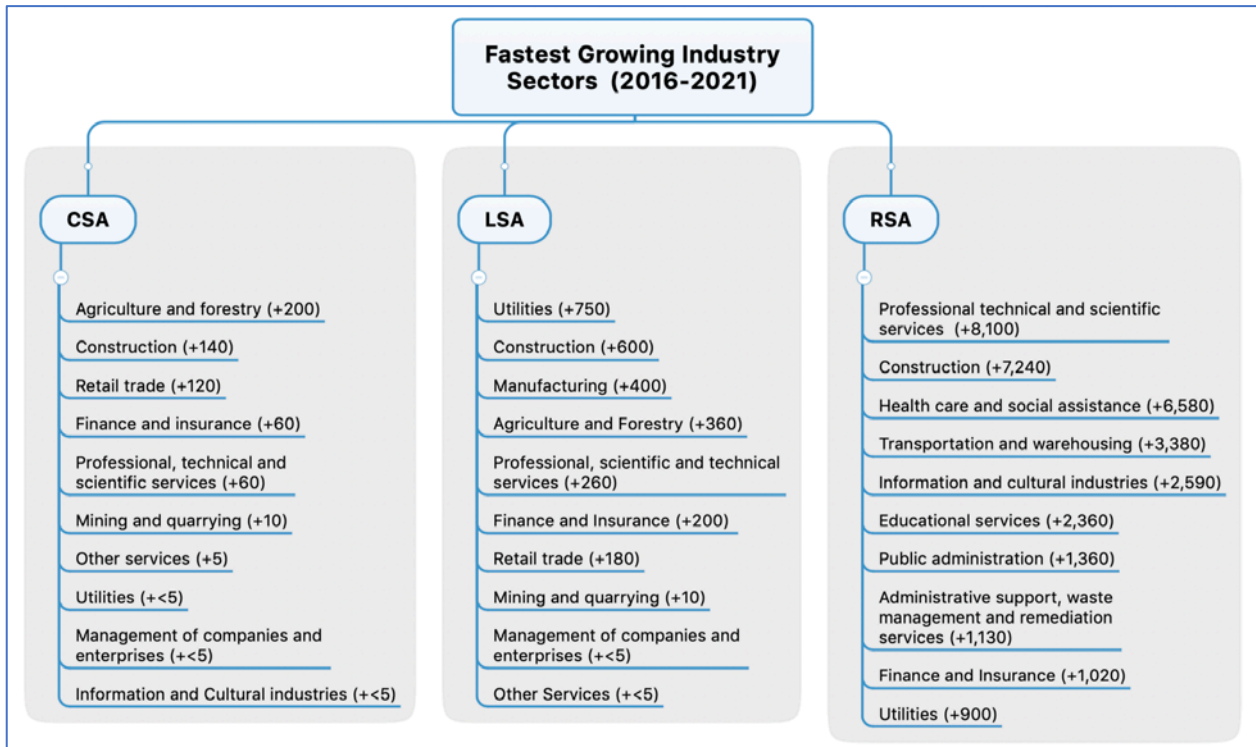 Fastest Growing Industry
Sectors (2016-2021)
CSA
Agriculture and forestry (+200)
Construction (+140)
Retail trade (+120)
Finance and insurance (+60)
Professional, technical and
scientific services (+60)
Mining and quarrying (+10)
Other services (+5)
Utilities (+<5)
Management of companies and
enterprises (+<5)
Information and Cultural industries (+<5)
LSA
Utilities (+750)
Construction (+600)
Manufacturing (+400)
Agriculture and Forestry (+360)
Professional, scientific and technical
services (+260)
Finance and Insurance (+200)
Retail trade (+180)
Mining and quarrying (+10)
Management of companies and
enterprises (+<5)
Other Services (+<5)
RSA
Professional technical and scientific
services (+8,100)
Construction (+7,240)
Health care and social assistance (+6,580)
Transportation and warehousing (+3,380)
Information and cultural industries (+2,590)
Educational services (+2,360)
Public administration (+1,360)
Administrative support, waste
management and remediation
services (+1,130)
Finance and Insurance (+1,020)
Utilities (+900)